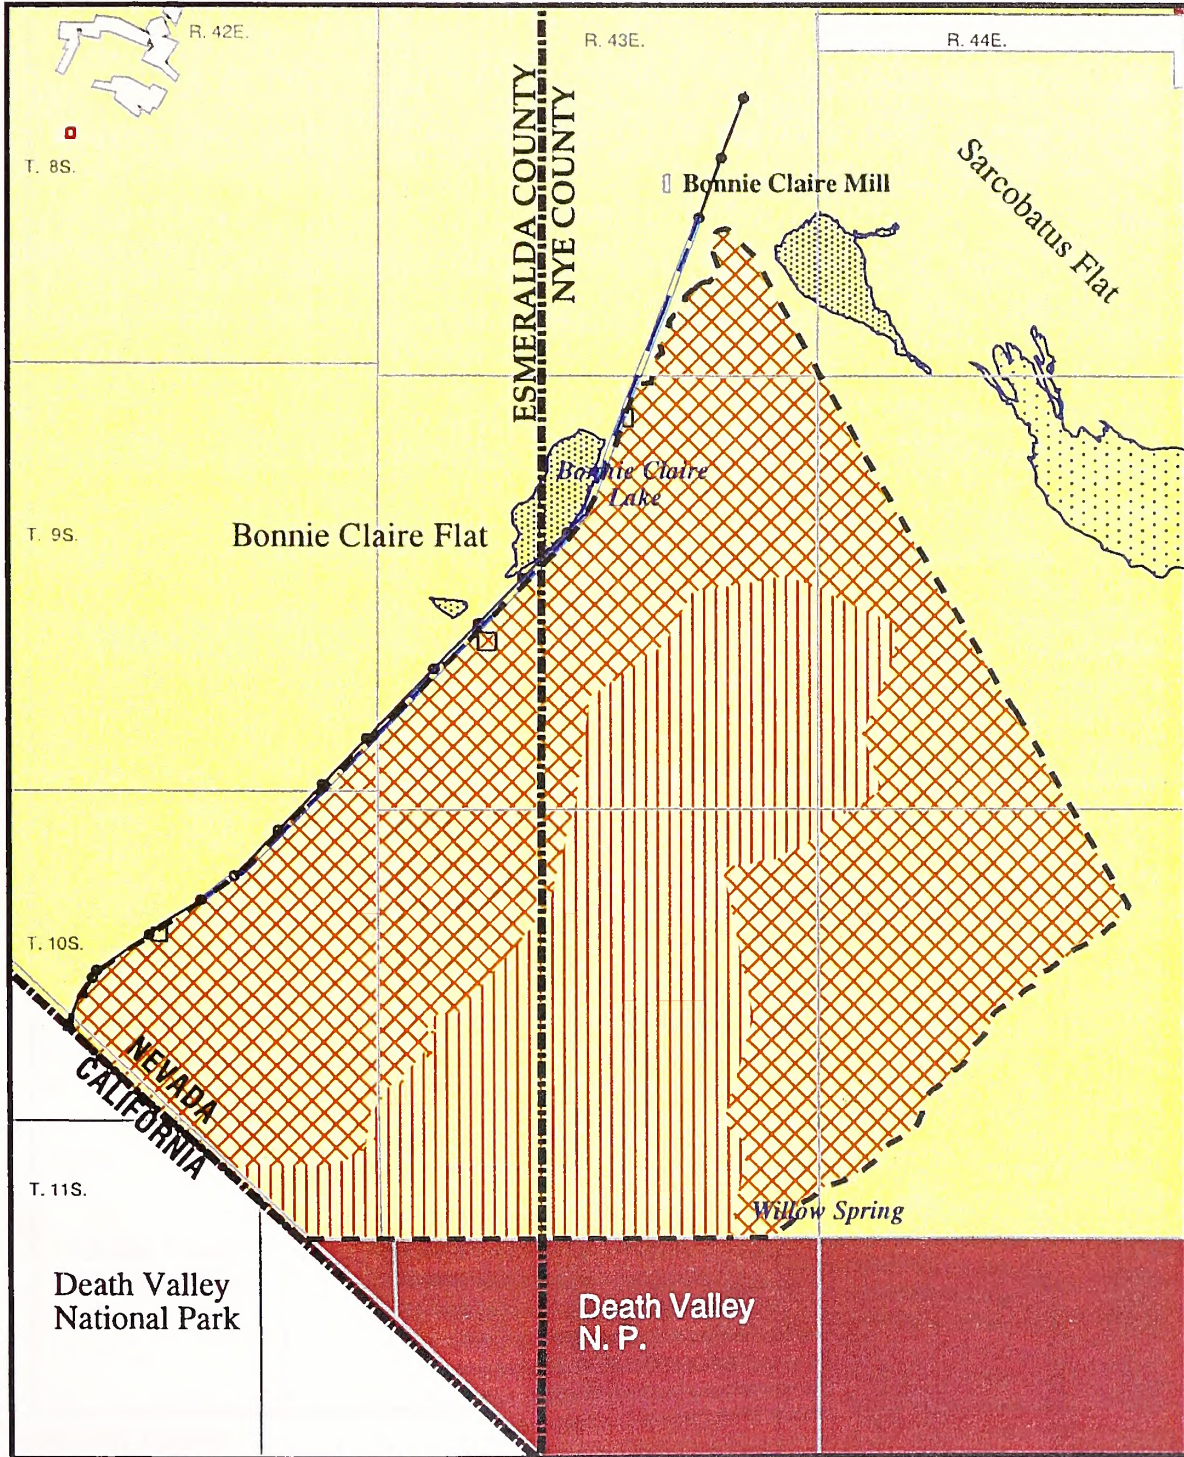 R. 42E.
R. 43E.
R. 44E.
T. 8S.
ESMERALDA COUNTY
NYE COUNTY
Bonnie Claire Mill
Sarcobatus Flat
Bonnie Claire
Lake
T. 9S.
Bonnie Claire Flat
T. 10S.
NEVADA
CALIFORNIA
T. 11S.
Willow Spring
Death Valley
National Park
Death Valley
N. P.